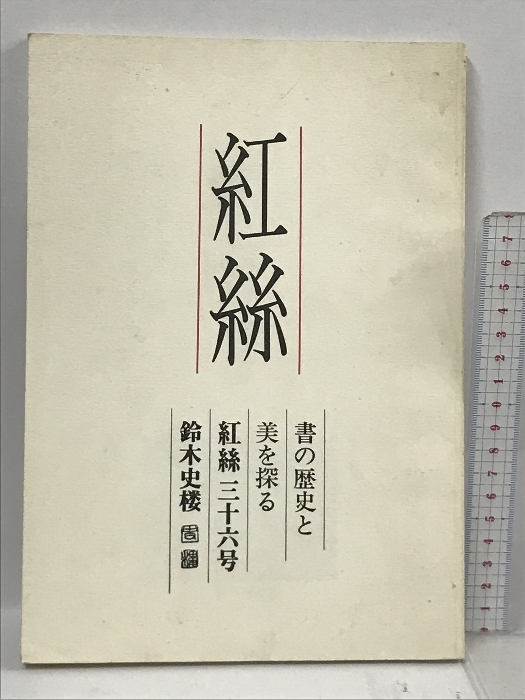 紅絲
書の歴史と
美を探る
紅絲 三十六号
鈴木史楼